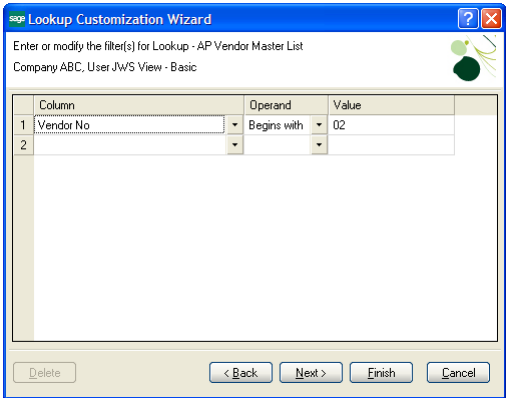 sage Lookup Customization Wizard
Enter or modify the filter(s) for Lookup - AP Vendor Master List
Company ABC, User JWS View - Basic
Column Operand Value
1 Vendor No Begins with 02
2
Delete < Back Next > Finish Cancel